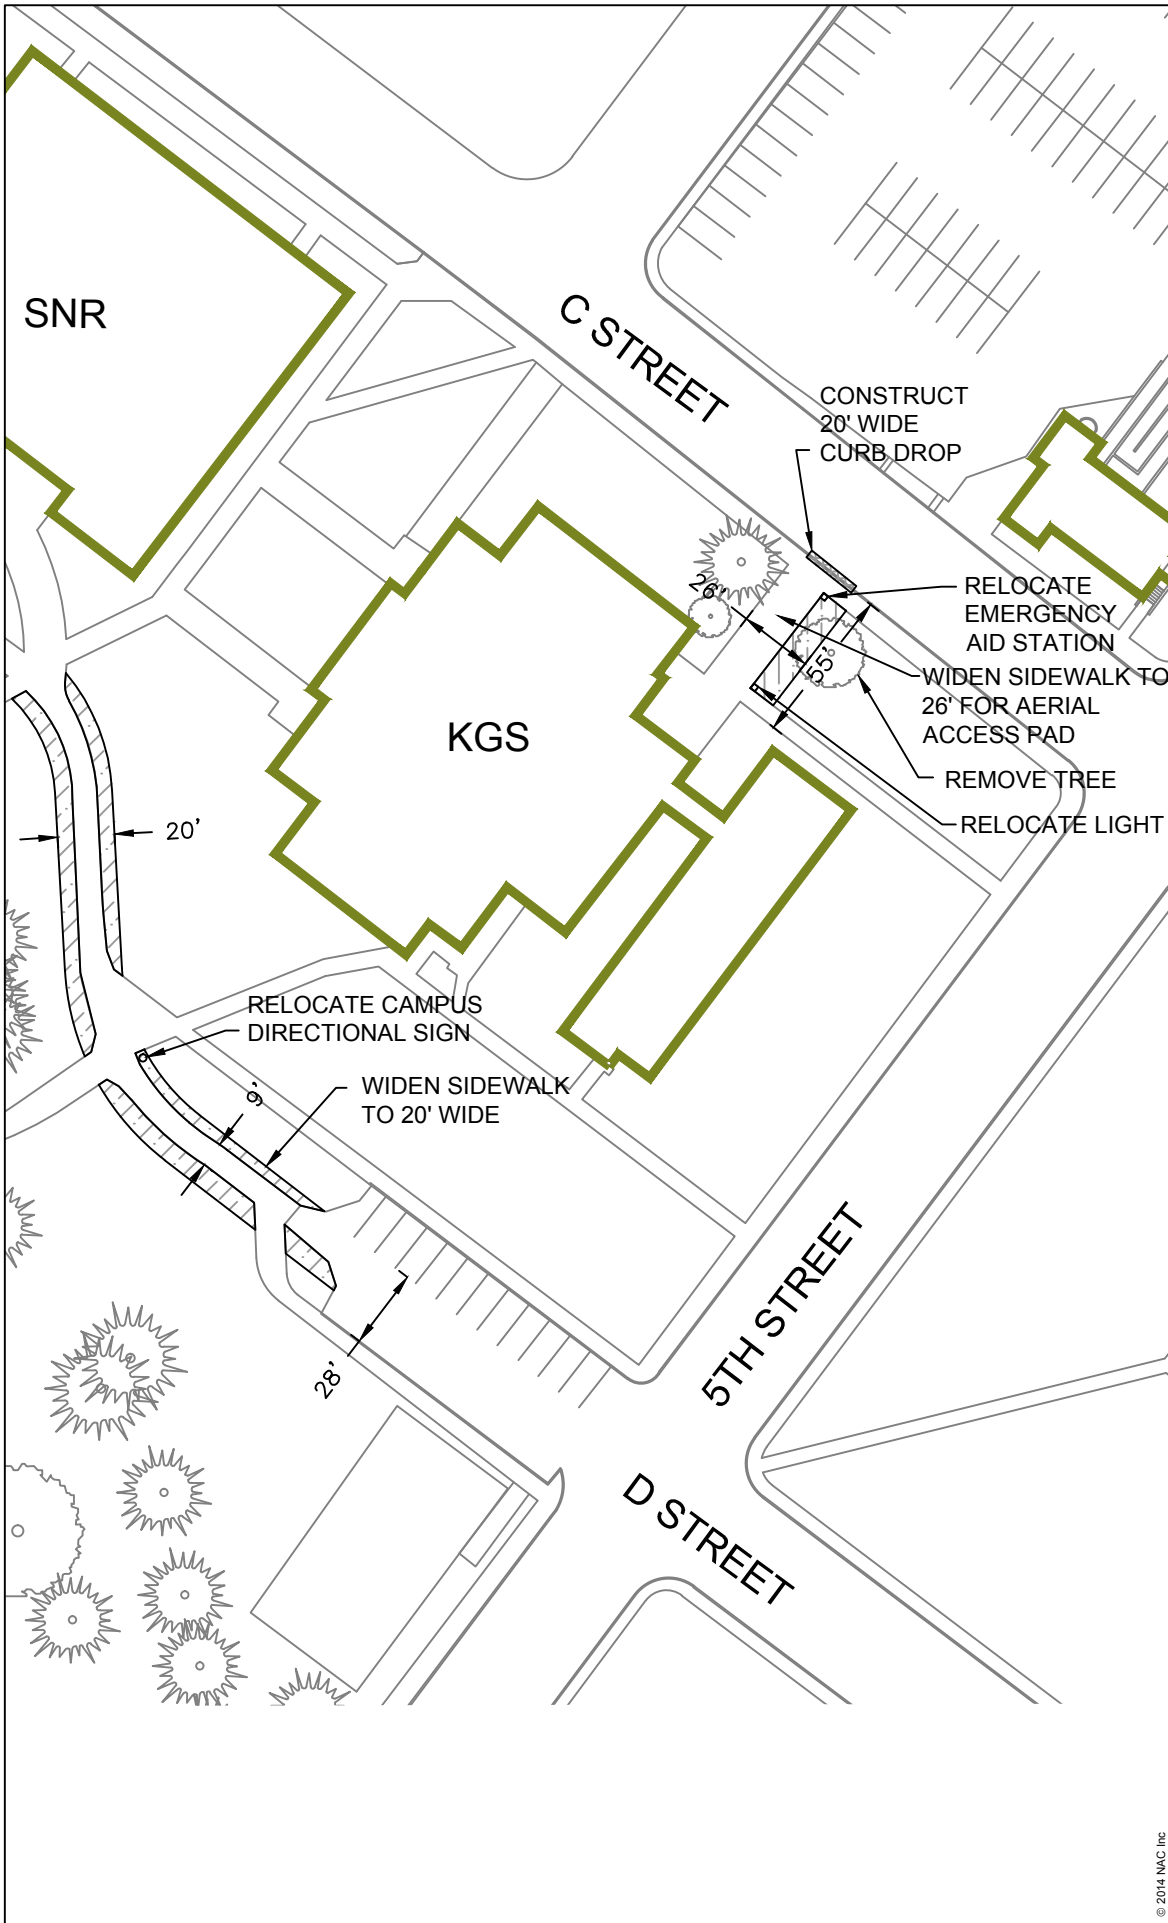 SNR
C STREET
CONSTRUCT
20' WIDE
CURB DROP
26'
RELOCATE
EMERGENCY
AID STATION
55'
WIDEN SIDEWALK TO
26' FOR AERIAL
ACCESS PAD
KGS
REMOVE TREE
RELOCATE LIGHT
20'
RELOCATE CAMPUS
DIRECTIONAL SIGN
9'
WIDEN SIDEWALK
TO 20' WIDE
5TH STREET
28'
D STREET
© 2014 NAC Inc